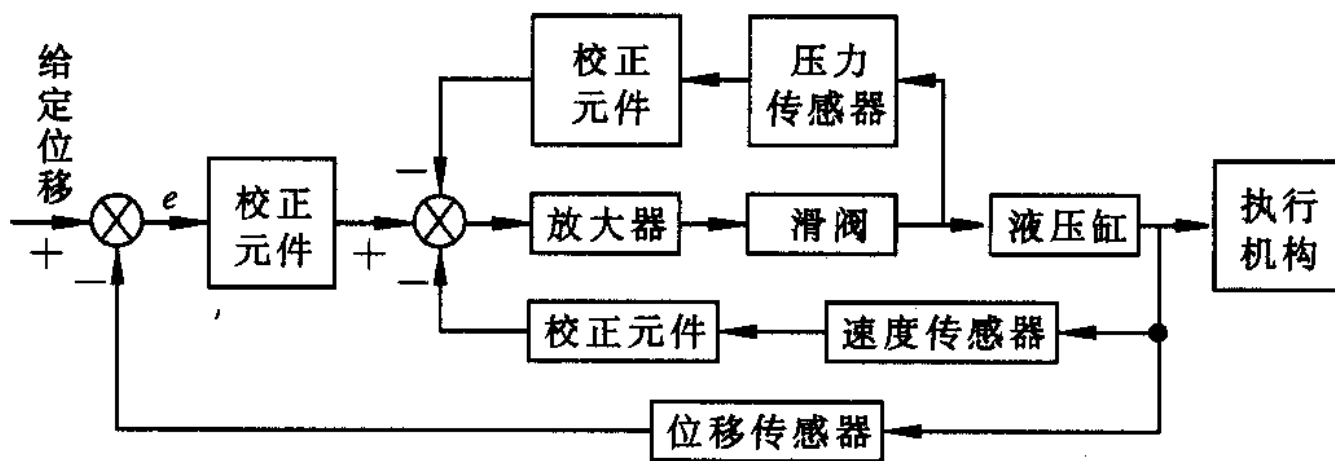 给定位移
校正
元件
压力
传感器
e
校正
元件
放大器
滑阀
液压缸
执行
机构
+
−
−
+
−
校正元件
速度传感器
位移传感器